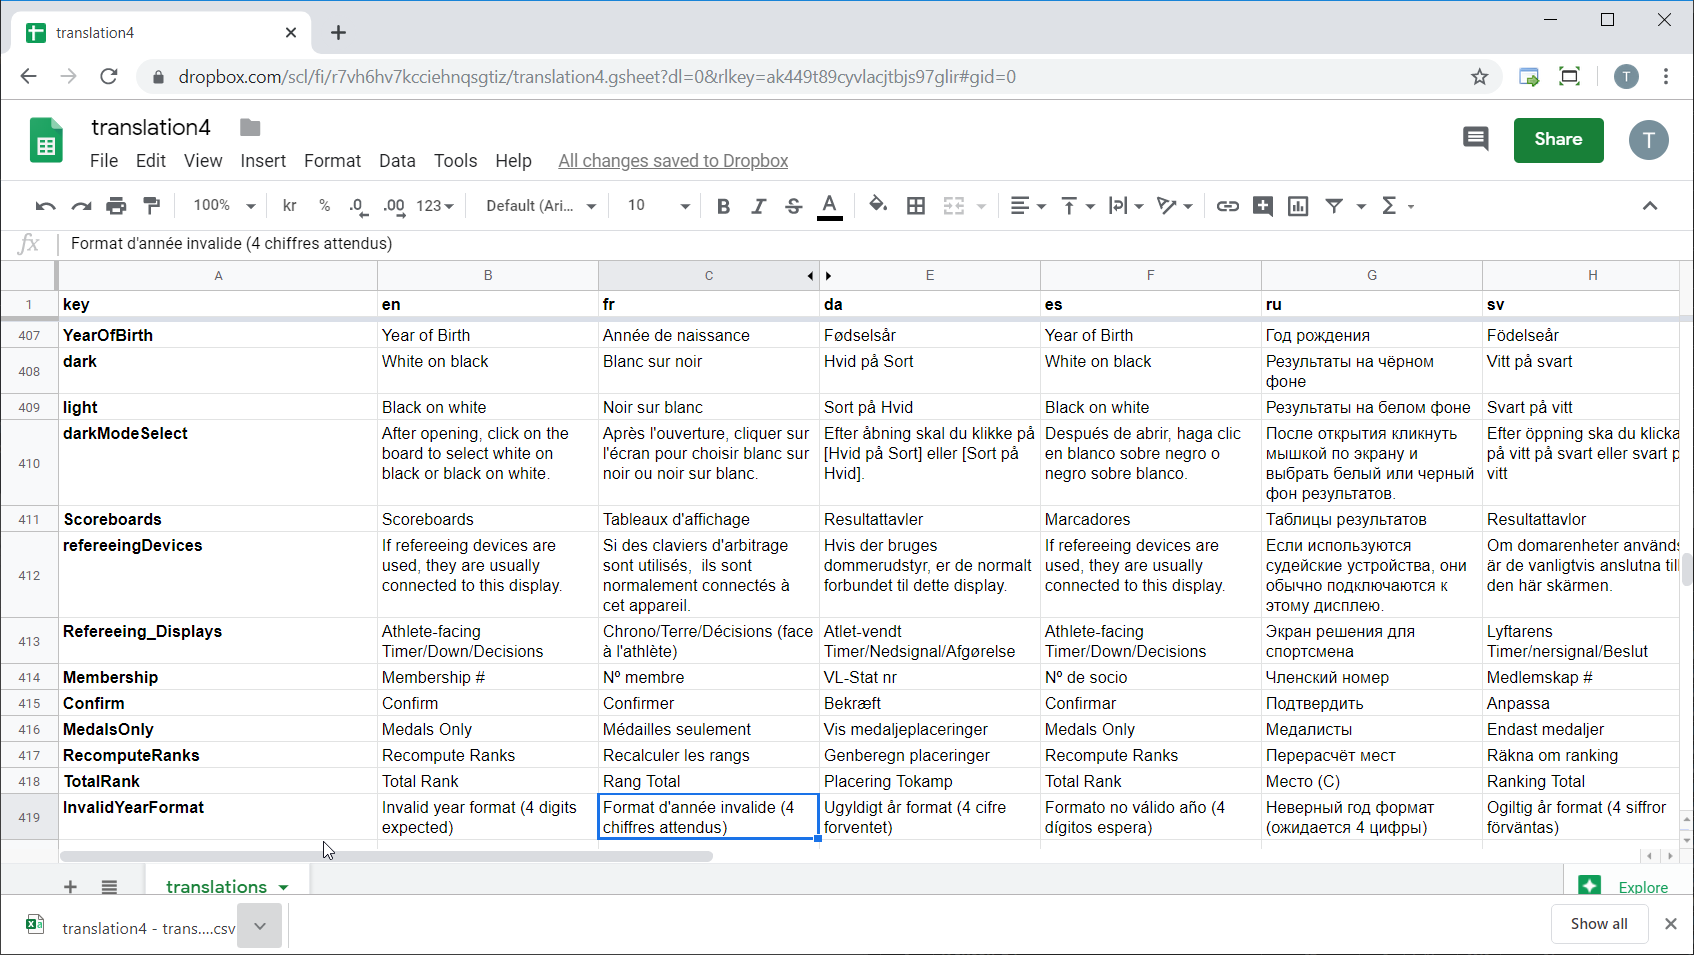 translation4
dropbox.com/scl/fi/r7vh6hv7kcciehnqsgtiz/translation4.gsheet?dl=0&rlkey=ak449t89cyvlacjtbjs97glir#gid=0
T
translation4
File Edit View Insert Format Data Tools Help All changes saved to Dropbox
Share
T
100% kr % .0 .00 123 Default (Ari... 10 B I S A Σ
fx Format d'année invalide (4 chiffres attendus)
A B C E F G H
1 key en fr da es ru sv
407 YearOfBirth Year of Birth Année de naissance Fødselsår Year of Birth Год рождения Födelseår
408 dark White on black Blanc sur noir Hvid på Sort White on black Результаты на чёрном Vitt på svart
фоне
409 light Black on white Noir sur blanc Sort på Hvid Black on white Результаты на белом фоне Svart på vitt
410 darkModeSelect After opening, click on the Après l'ouverture, cliquer sur Efter åbning skal du klikke på Después de abrir, haga clic После открытия кликнуть Efter öppning ska du klicka
board to select white on l'écran pour choisir blanc sur [Hvid på Sort] eller [Sort på en blanco sobre negro o мышкой по экрану и på vitt på svart eller svart p
black or black on white. noir ou noir sur blanc. Hvid]. negro sobre blanco. выбрать белый или черный vitt
фон результатов.
411 Scoreboards Scoreboards Tableaux d'affichage Resultattavler Marcadores Таблицы результатов Resultattavlor
412 refereeingDevices If refereeing devices are Si des claviers d'arbitrage Hvis der bruges If refereeing devices are Если используются Om domarenheter används
used, they are usually sont utilisés,  ils sont dommerudstyr, er de normalt used, they are usually судейские устройства, они är de vanligtvis anslutna till
connected to this display. normalement connectés à forbundet til dette display. connected to this display. обычно подключаются к den här skärmen.
cet appareil. этому дисплею.
413 Refereeing_Displays Athlete-facing Chrono/Terre/Décisions (face Atlet-vendt Athlete-facing Экран решения для Lyftarens
Timer/Down/Decisions à l'athlète) Timer/Nedsignal/Afgørelse Timer/Down/Decisions спортсмена Timer/nersignal/Beslut
414 Membership Membership # Nº membre VL-Stat nr Nº de socio Членский номер Medlemskap #
415 Confirm Confirm Confirmer Bekræft Confirmar Подтвердить Anpassa
416 MedalsOnly Medals Only Médailles seulement Vis medaljeplaceringer Medals Only Медалисты Endast medaljer
417 RecomputeRanks Recompute Ranks Recalculer les rangs Genberegn placeringer Recompute Ranks Перерасчёт мест Räkna om ranking
418 TotalRank Total Rank Rang Total Placering Tokamp Total Rank Место (С) Ranking Total
419 InvalidYearFormat Invalid year format (4 digits Format d'année invalide (4 Ugyldigt år format (4 cifre Formato no válido año (4 Неверный год формат Ogiltig år format (4 siffror
expected) chiffres attendus) forventet) dígitos espera) (ожидается 4 цифры) förväntas)
translations Explore
translation4 - trans....csv Show all